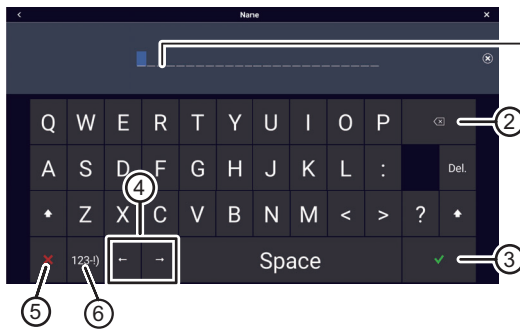 Nane
②
Q W E R T Y U I O P
A S D F G H J K L : Del.
④
Z X C V B N M < > ?
123-!) ← → Space
③
⑤ ⑥